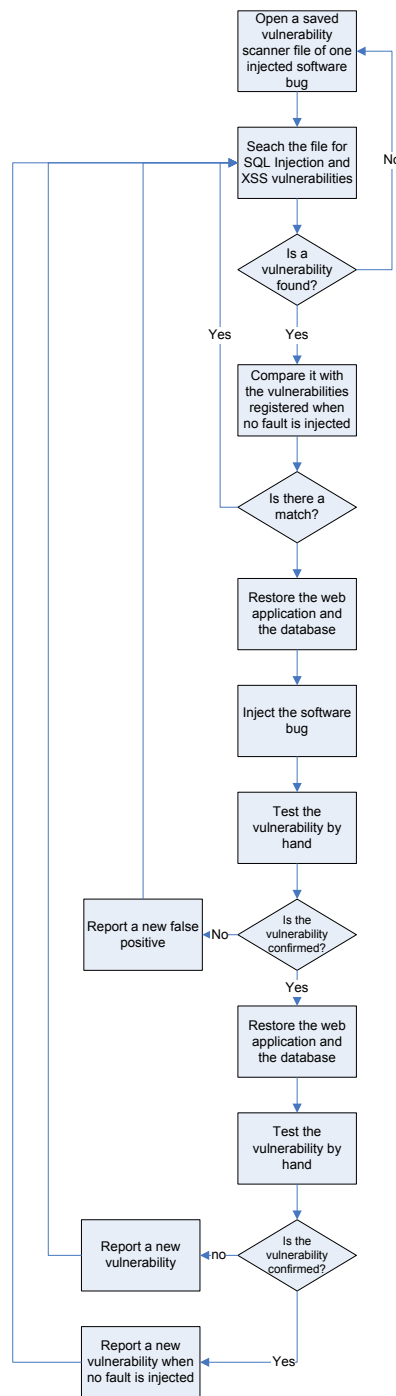 Open a saved
vulnerability
scanner file of one
injected software
bug
Seach the file for
SQL Injection and
XSS vulnerabilities
No
Is a
vulnerability
found?
Yes
Yes
Compare it with
the vulnerabilities
registered when
no fault is injected
Is there a
match?
Restore the web
application and
the database
Inject the software
bug
Test the
vulnerability by
hand
Is the
vulnerability
confirmed?
No
Report a new false
positive
Yes
Restore the web
application and
the database
Test the
vulnerability by
hand
Is the
vulnerability
confirmed?
no
Report a new
vulnerability
Yes
Report a new
vulnerability when
no fault is injected